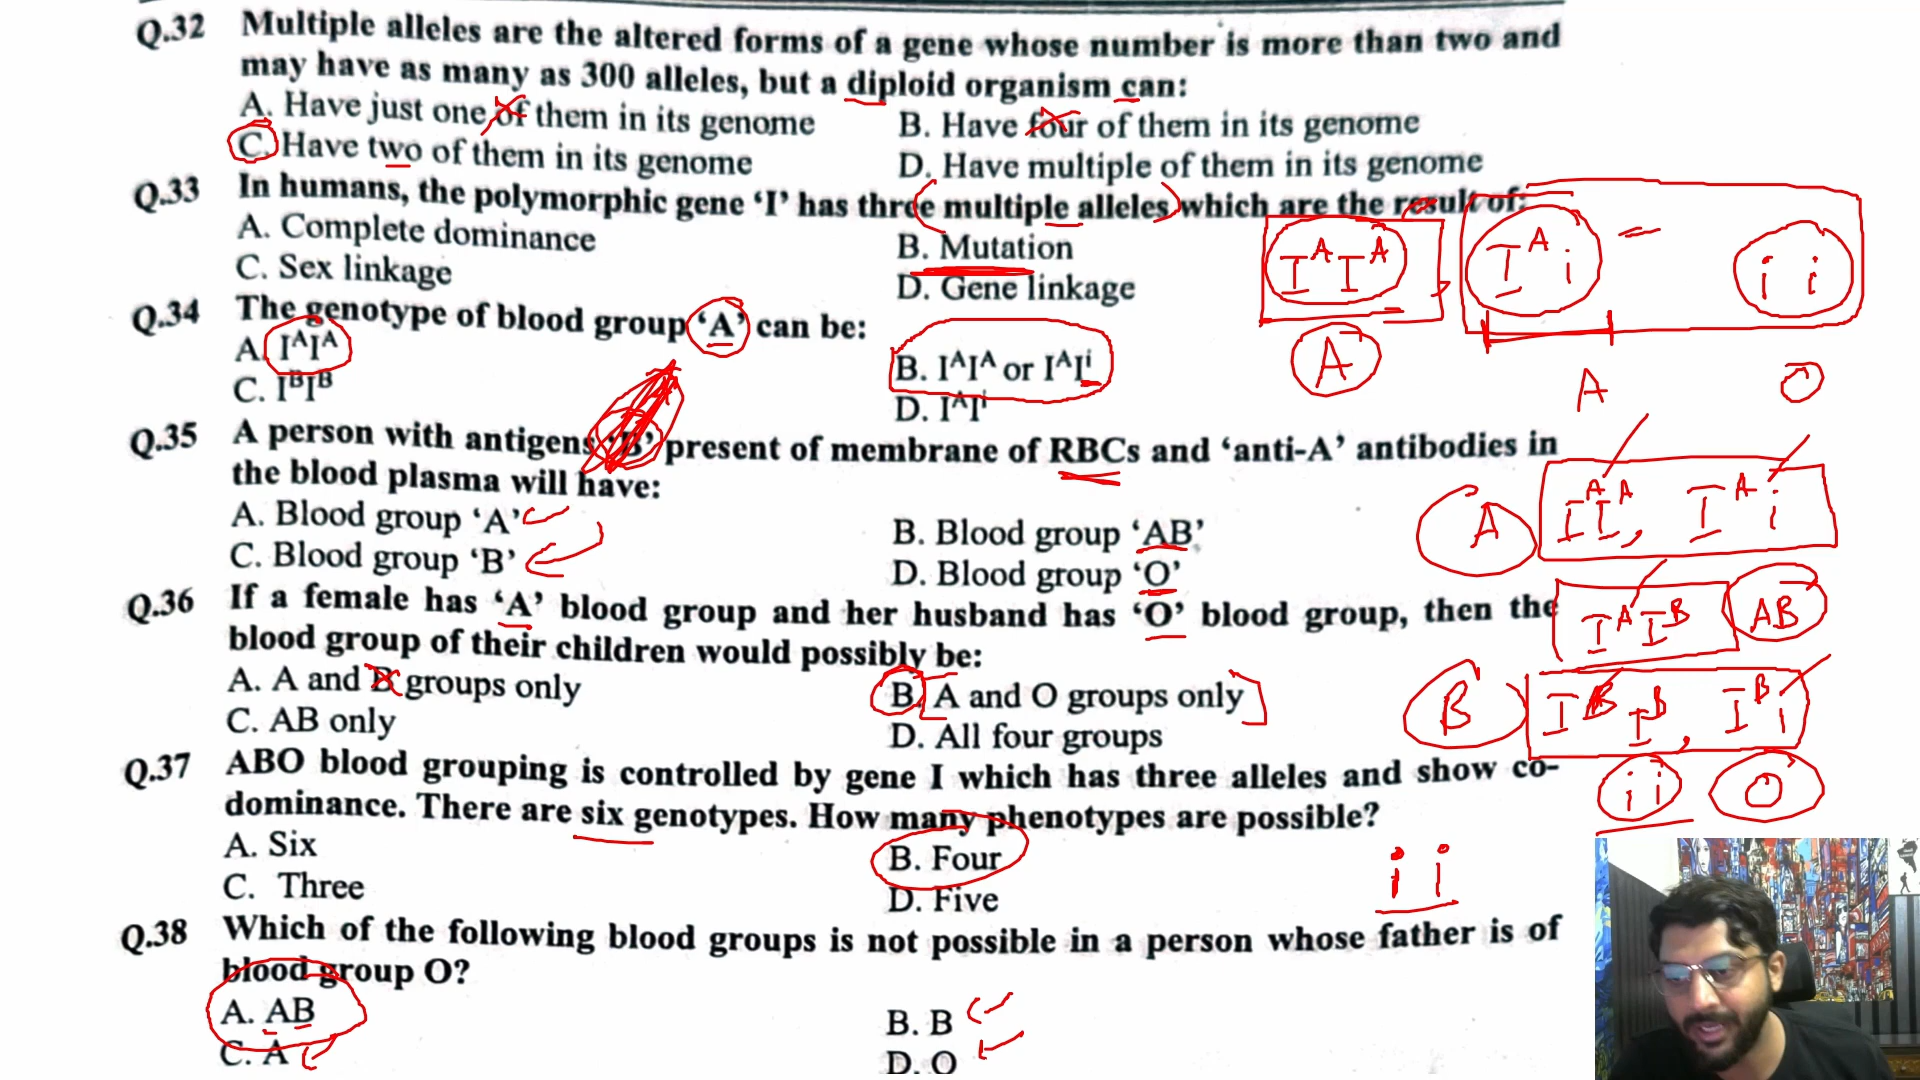 Q.32 Multiple alleles are the altered forms of a gene whose number is more than two and
may have as many as 300 alleles, but a diploid organism can:
A. Have just one of them in its genome
B. Have four of them in its genome
C. Have two of them in its genome
D. Have multiple of them in its genome
Q.33 In humans, the polymorphic gene ‘I’ has three multiple alleles which are the result of:
A. Complete dominance
B. Mutation
C. Sex linkage
D. Gene linkage
Q.34 The genotype of blood group ‘A’ can be:
A. IᴬIᴬ
B. IᴬIᴬ or IᴬIⁱ
C. IᴮIᴮ
D. IᴬIⁱ
Q.35 A person with antigens ‘B’ present of membrane of RBCs and ‘anti-A’ antibodies in
the blood plasma will have:
A. Blood group ‘A’
B. Blood group ‘AB’
C. Blood group ‘B’
D. Blood group ‘O’
Q.36 If a female has ‘A’ blood group and her husband has ‘O’ blood group, then the
blood group of their children would possibly be:
A. A and B groups only
B. A and O groups only
C. AB only
D. All four groups
Q.37 ABO blood grouping is controlled by gene I which has three alleles and show co-
dominance. There are six genotypes. How many phenotypes are possible?
A. Six
B. Four
C. Three
D. Five
Q.38 Which of the following blood groups is not possible in a person whose father is of
blood group O?
A. AB
B. B
C. A
D. O
IᴬIᴬ Iᴬi - ii
A A O
A IᴬIᴬ, Iᴬi
IᴬIᴮ AB
B IᴮIᴮ, Iᴮi
ii O
ii